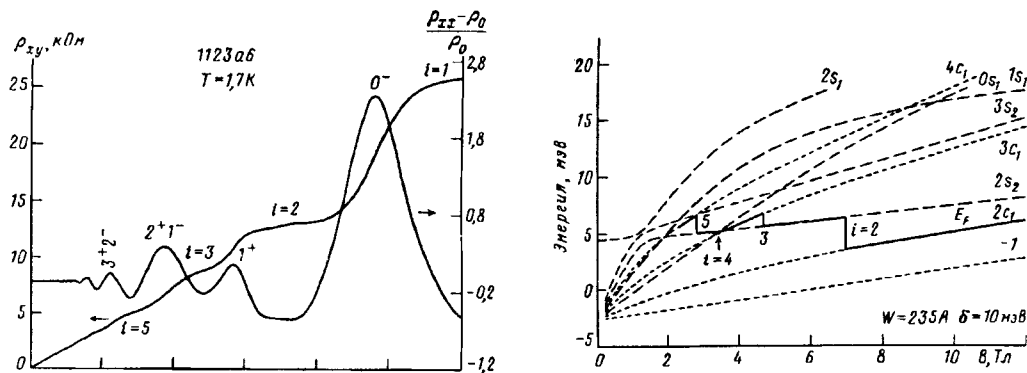 ρxy, кОм
1123аб
T=1,7К
(ρxx−ρ0)/ρ0
25
20
15
10
5
0
2,8
1,8
0,8
−0,2
−1,2
3⁺2⁻
2⁺1⁻
1⁺
0⁻
i=5
i=3
i=2
i=1
Энергия, мэв
20
15
10
5
0
−5
0
2
4
6
8
10
B, Тл
2s₁
4c₁
0s₁
1s₁
3s₂
3c₁
2s₂
E_F
2c₁
−1
5
i=4
3
i=2
W=235А δ=10 мэв